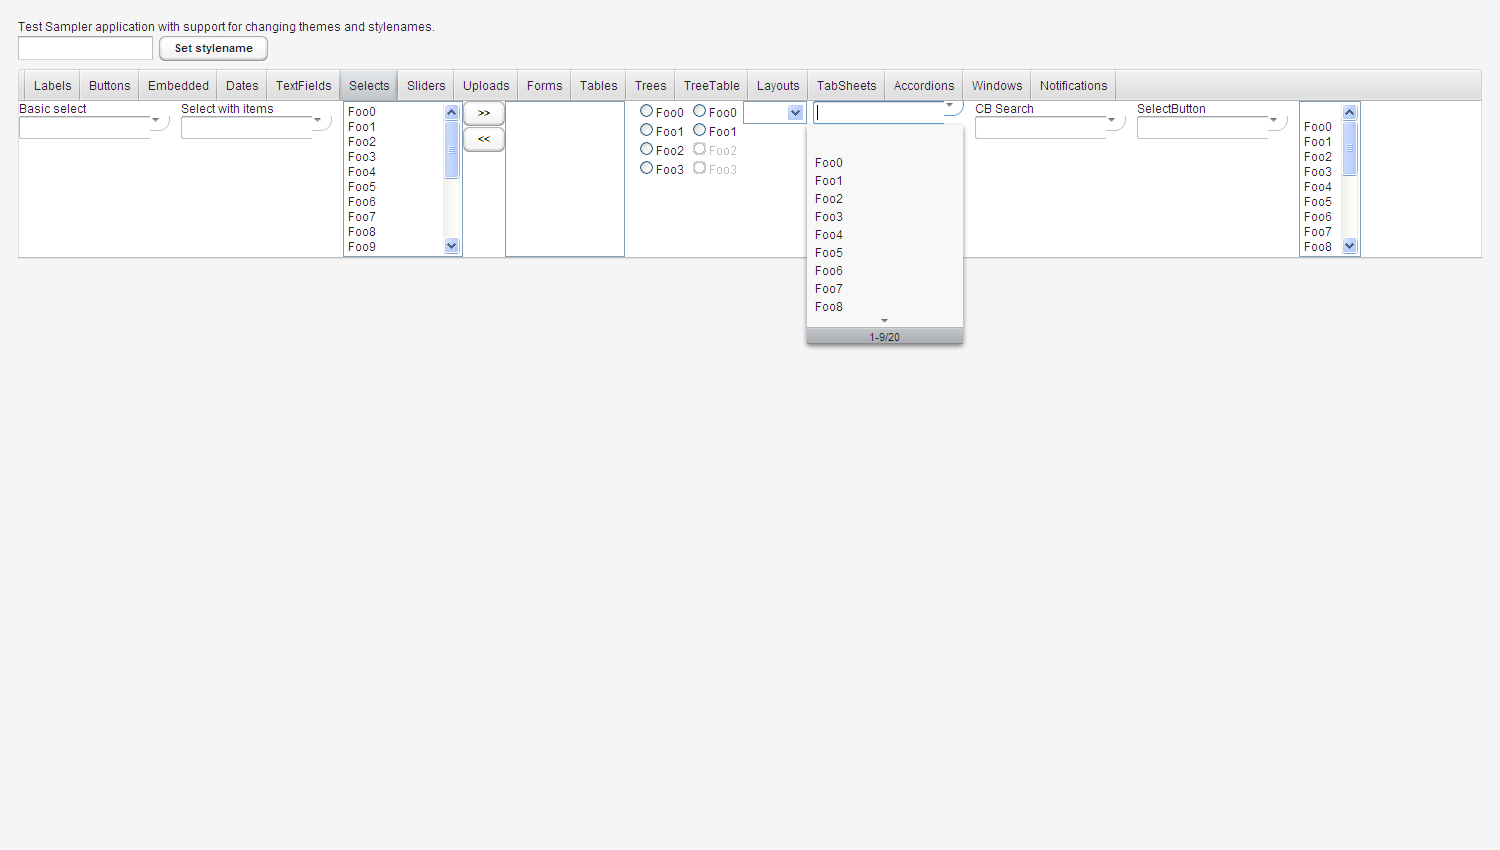 Test Sampler application with support for changing themes and stylenames.
Set stylename
Labels Buttons Embedded Dates TextFields Selects Sliders Uploads Forms Tables Trees TreeTable Layouts TabSheets Accordions Windows Notifications
Basic select
Select with items
Foo0
Foo1
Foo2
Foo3
Foo4
Foo5
Foo6
Foo7
Foo8
Foo9
>>
<<
Foo0
Foo1
Foo2
Foo3
Foo0
Foo1
Foo2
Foo3
Foo0
Foo1
Foo2
Foo3
Foo4
Foo5
Foo6
Foo7
Foo8
1-9/20
CB Search
SelectButton
Foo0
Foo1
Foo2
Foo3
Foo4
Foo5
Foo6
Foo7
Foo8